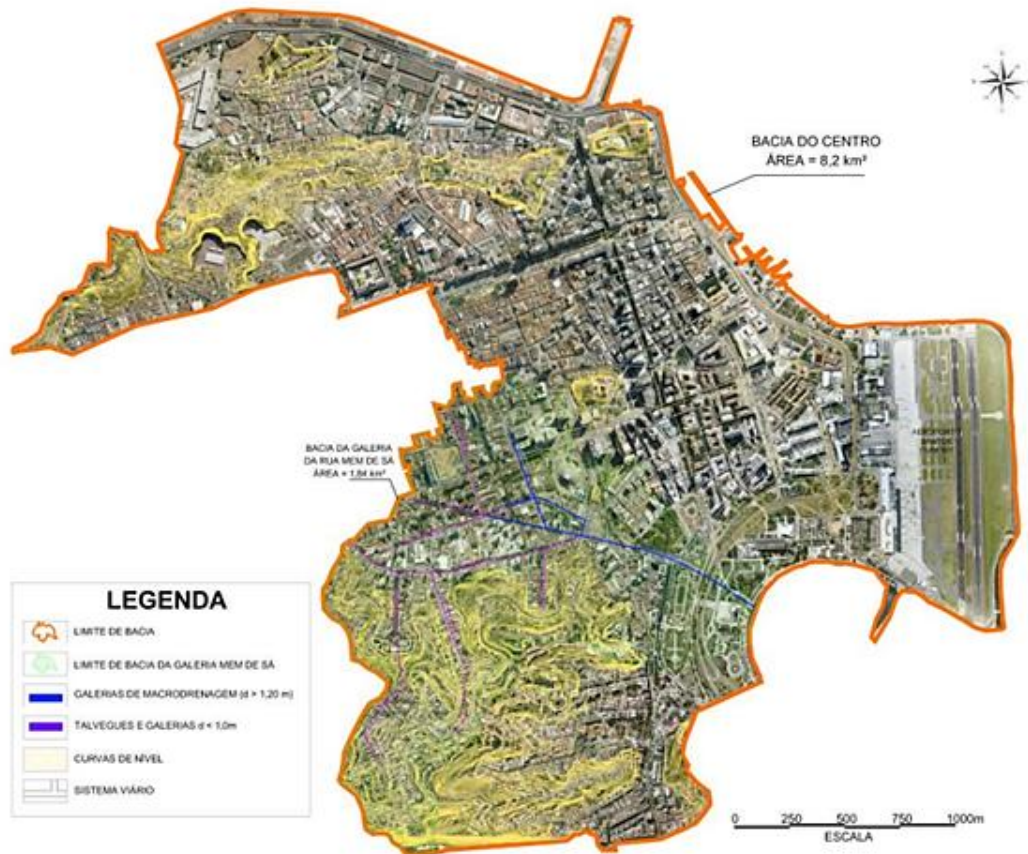 BACIA DO CENTRO
ÁREA = 8,2 km²
AEROPORTO
BACIA DA GALERIA
DA RUA MEM DE SÁ
ÁREA = 1,84 km²
LEGENDA
LIMITE DE BACIA
LIMITE DE BACIA DA GALERIA MEM DE SÁ
GALERIAS DE MACRODRENAGEM (d > 1,20 m)
TALVEGUES E GALERIAS d < 1,0m
CURVAS DE NÍVEL
SISTEMA VIÁRIO
0 250 500 750 1000m
ESCALA